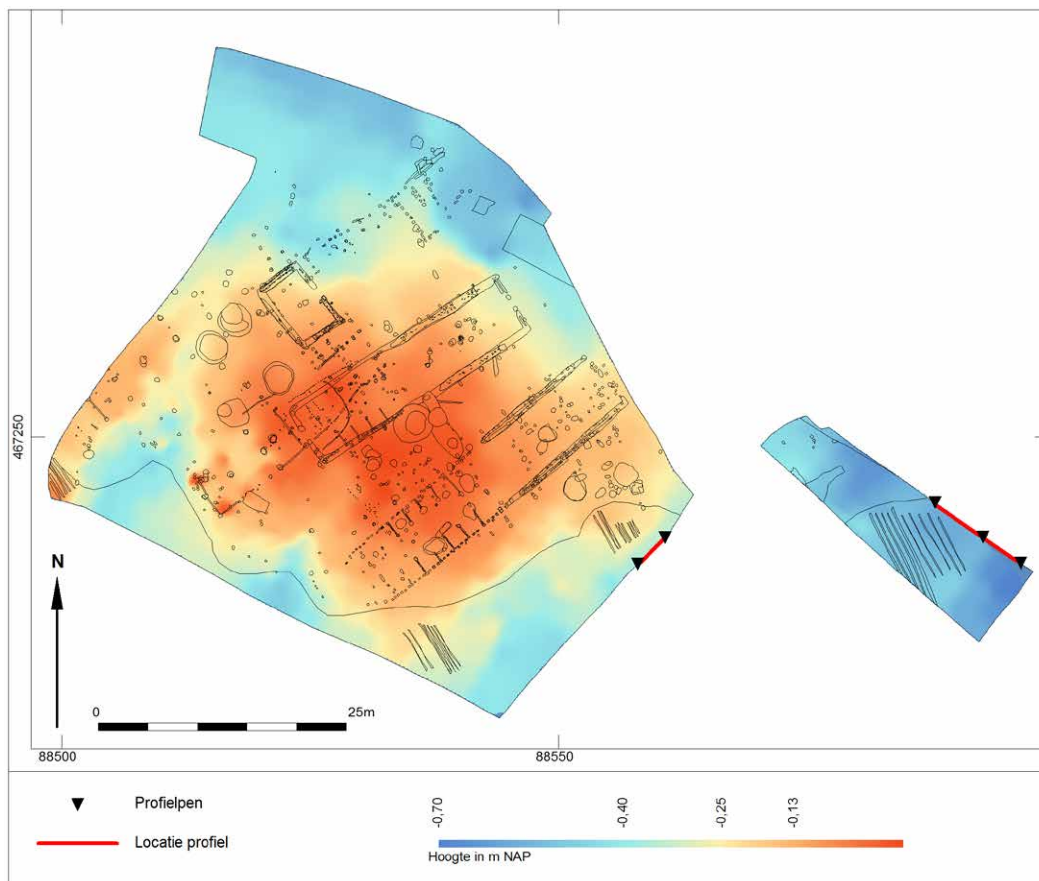 467250
N
0 25m
88500 88550
Profielpen
Locatie profiel
-0.70 -0.40 -0.25 -0.13
Hoogte in m NAP